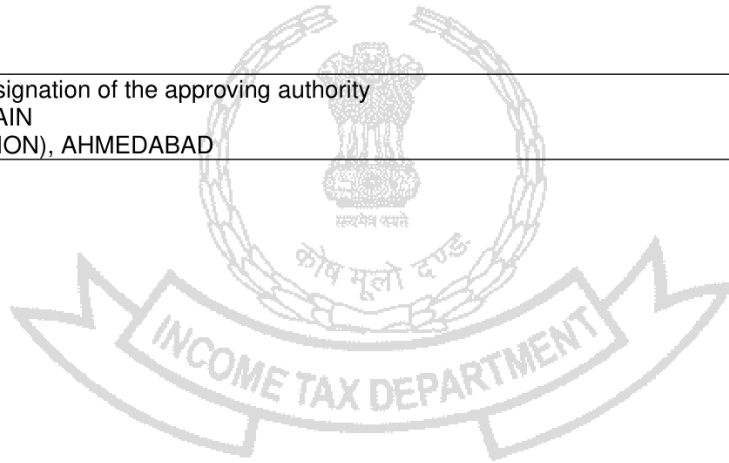 signation of the approving authority
AIN
ION), AHMEDABAD
सत्यमेव जयते
कोष मूलो दण्डः
INCOME TAX DEPARTMENT